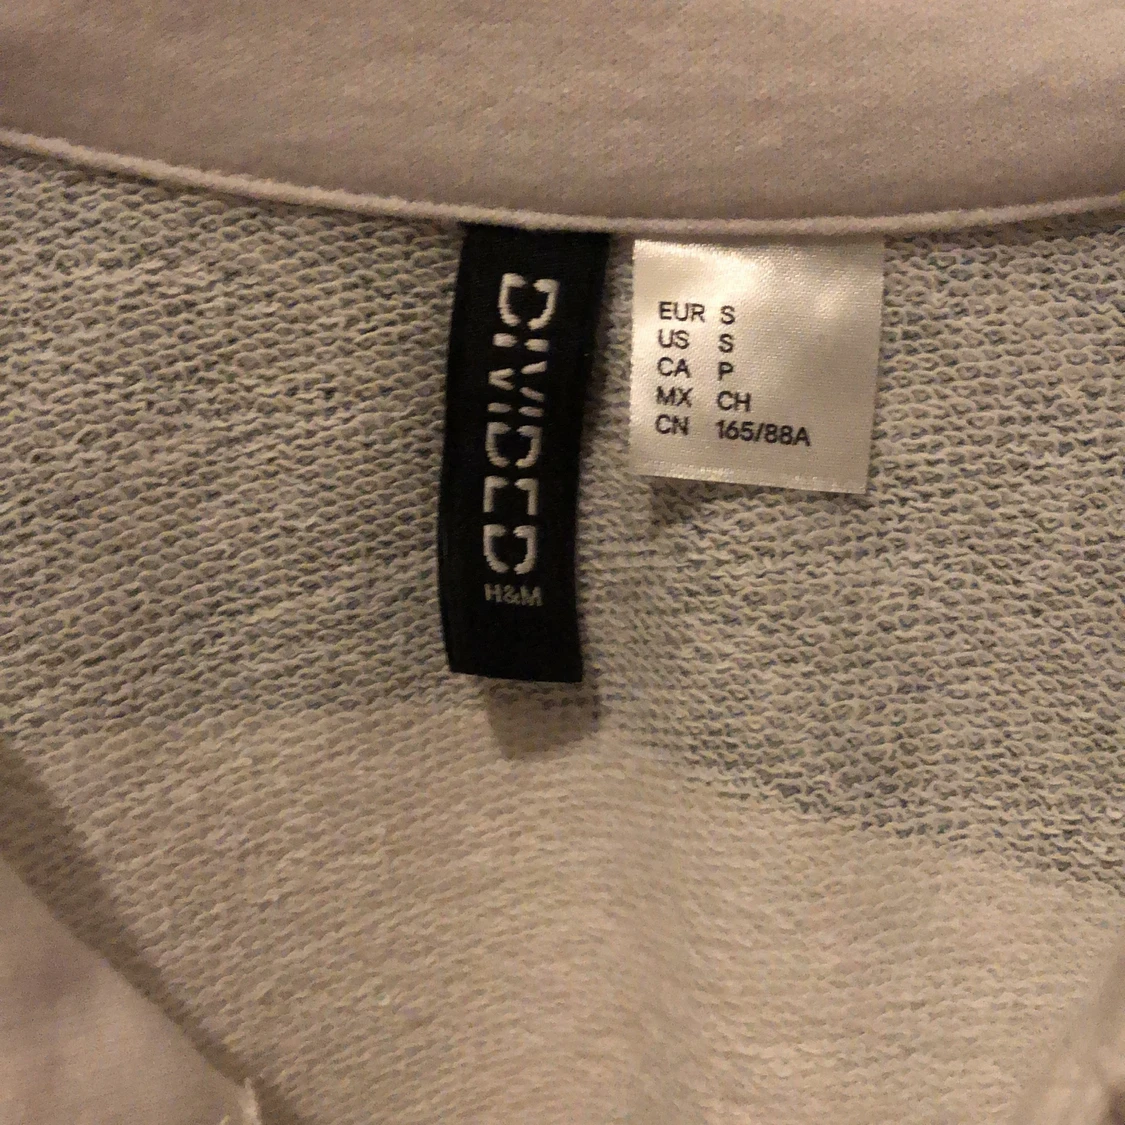 DIVIDED
H&M
EUR S
US S
CA P
MX CH
CN 165/88A